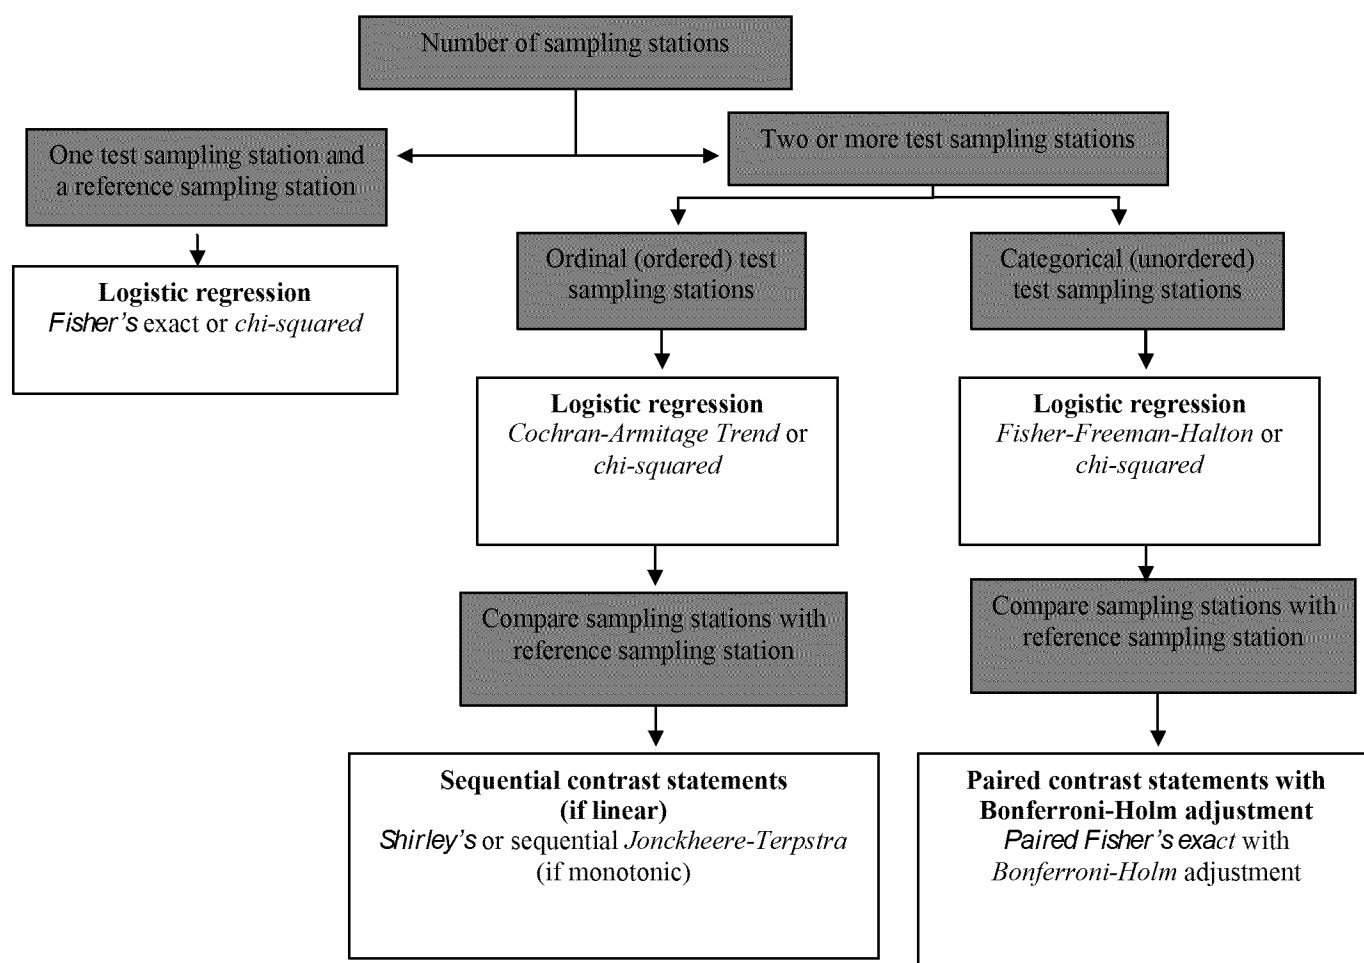 Number of sampling stations
One test sampling station and
a reference sampling station
Two or more test sampling stations
Logistic regression
Fisher's exact or chi-squared
Ordinal (ordered) test
sampling stations
Categorical (unordered)
test sampling stations
Logistic regression
Cochran-Armitage Trend or
chi-squared
Logistic regression
Fisher-Freeman-Halton or
chi-squared
Compare sampling stations with
reference sampling station
Compare sampling stations with
reference sampling station
Sequential contrast statements
(if linear)
Shirley's or sequential Jonckheere-Terpstra
(if monotonic)
Paired contrast statements with
Bonferroni-Holm adjustment
Paired Fisher's exact with
Bonferroni-Holm adjustment